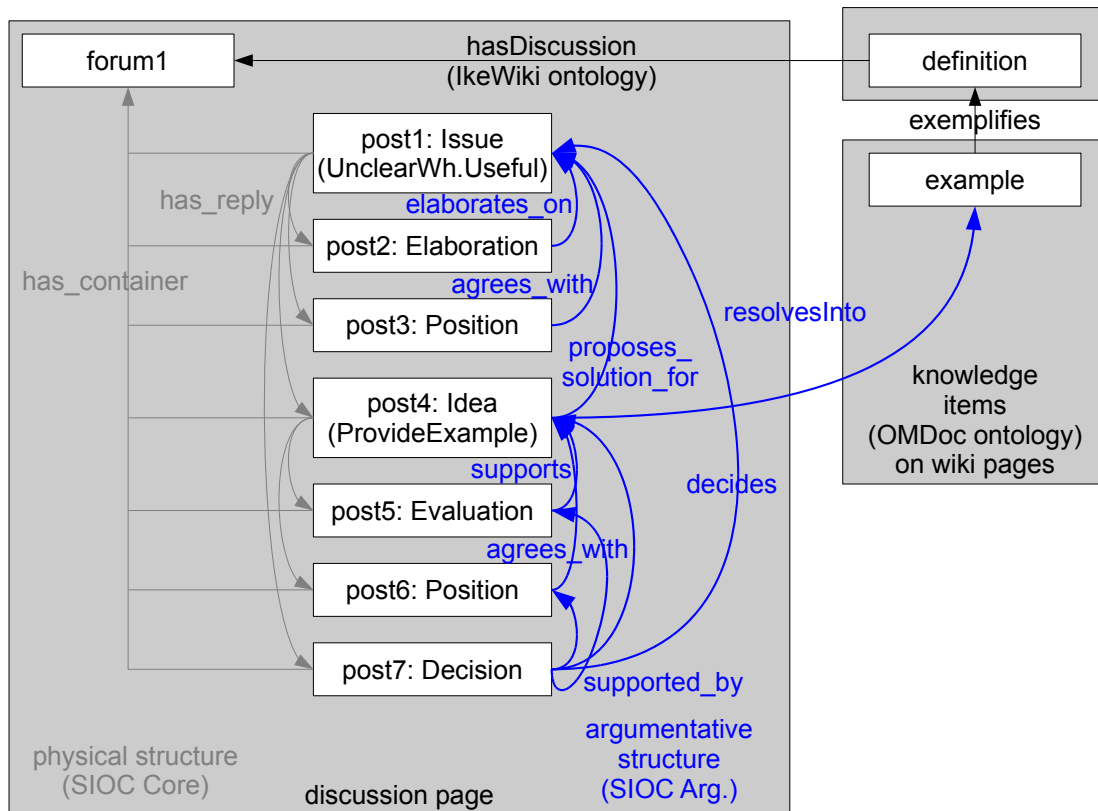 forum1
hasDiscussion
(IkeWiki ontology)
definition
exemplifies
example
post1: Issue
(UnclearWh.Useful)
has_reply
elaborates_on
post2: Elaboration
has_container
agrees_with
post3: Position
resolvesInto
proposes_
solution_for
post4: Idea
(ProvideExample)
knowledge
items
(OMDoc ontology)
on wiki pages
supports
decides
post5: Evaluation
agrees_with
post6: Position
post7: Decision
supported_by
physical structure
(SIOC Core)
argumentative
structure
(SIOC Arg.)
discussion page